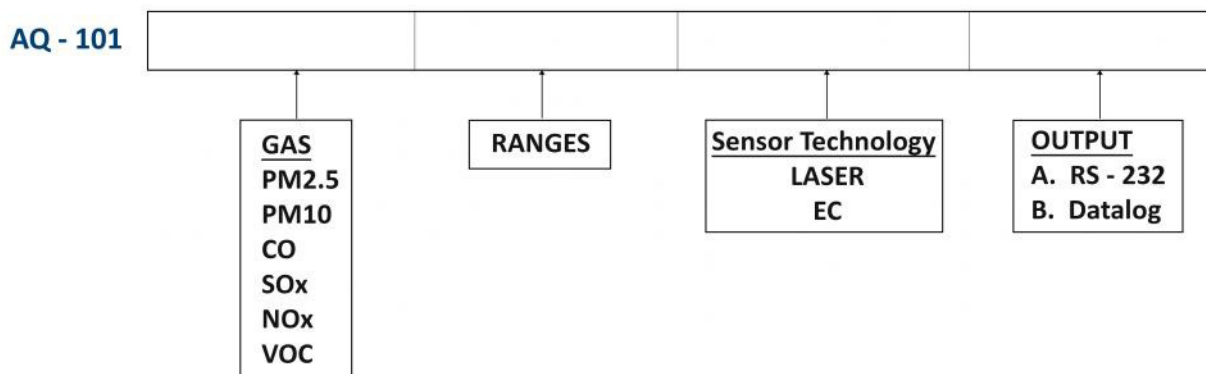 AQ - 101
GAS
PM2.5
PM10
CO
SOx
NOx
VOC
RANGES
Sensor Technology
LASER
EC
OUTPUT
A. RS - 232
B. Datalog